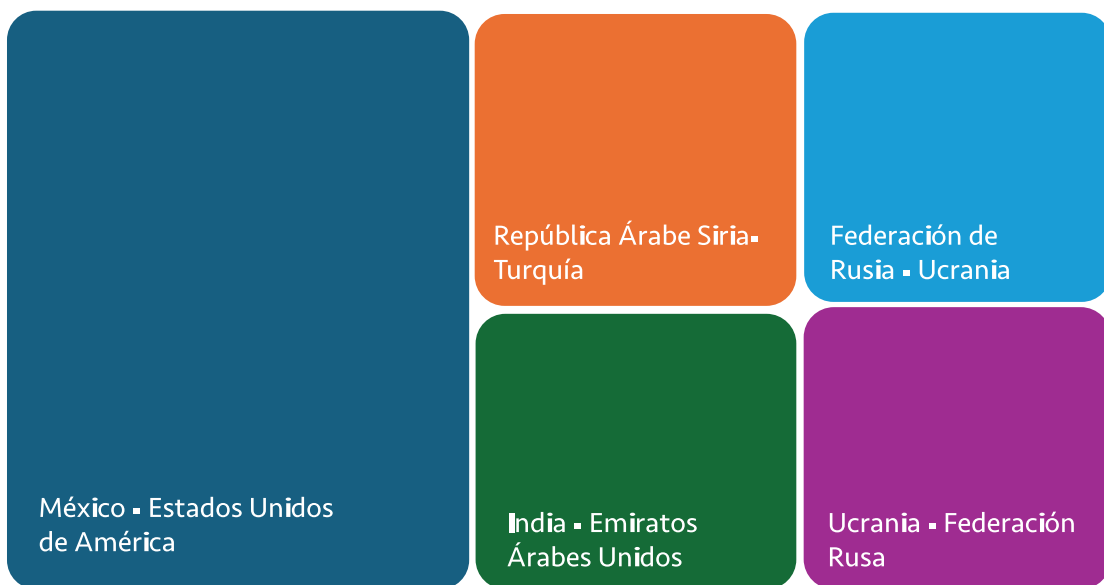 México - Estados Unidos
de América
República Árabe Siria-
Turquía
India - Emiratos
Árabes Unidos
Federación de
Rusia - Ucrania
Ucrania - Federación
Rusa